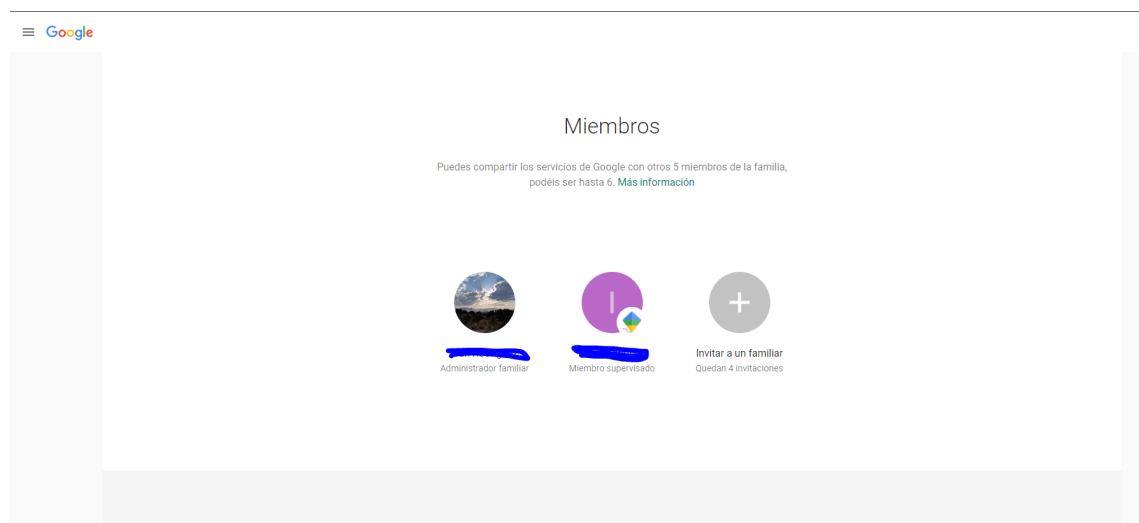 Google
Miembros
Puedes compartir los servicios de Google con otros 5 miembros de la familia,
podéis ser hasta 6. Más información
I
Invitar a un familiar
Administrador familiar
Miembro supervisado
Quedan 4 invitaciones